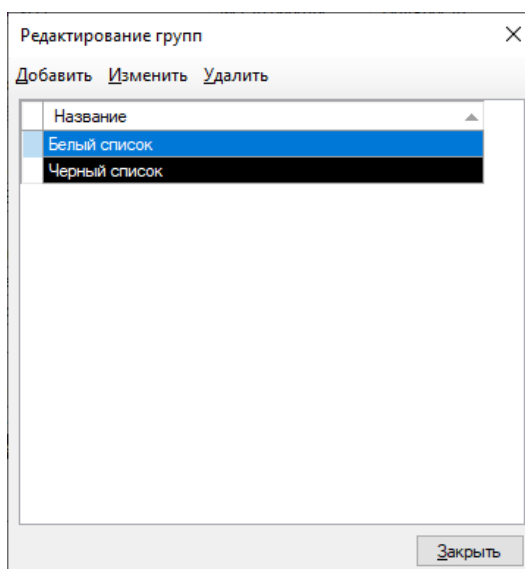 Редактирование групп
Добавить Изменить Удалить
Название
Белый список
Черный список
Закрыть